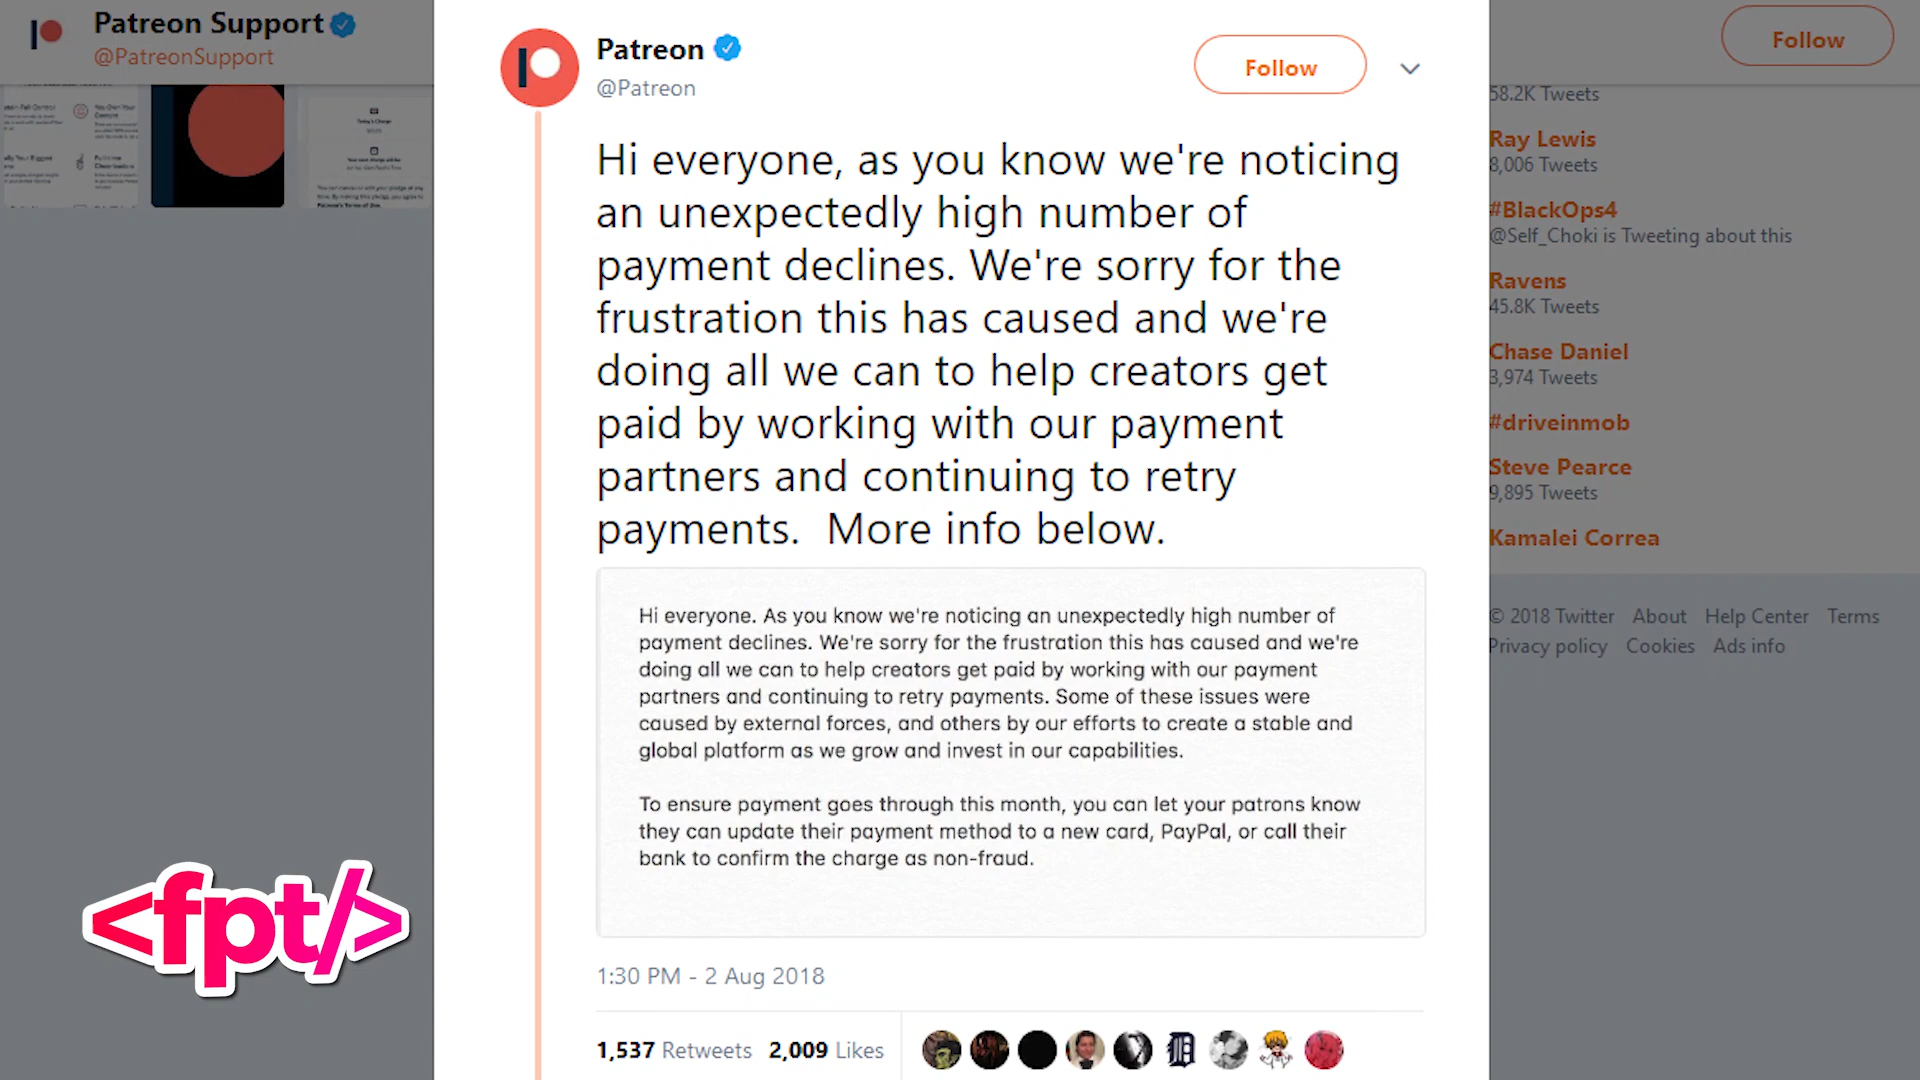 Patreon Support
@PatreonSupport
Patreon
@Patreon
Follow
Follow
Hi everyone, as you know we're noticing
an unexpectedly high number of
payment declines. We're sorry for the
frustration this has caused and we're
doing all we can to help creators get
paid by working with our payment
partners and continuing to retry
payments.  More info below.
Hi everyone. As you know we're noticing an unexpectedly high number of
payment declines. We're sorry for the frustration this has caused and we're
doing all we can to help creators get paid by working with our payment
partners and continuing to retry payments. Some of these issues were
caused by external forces, and others by our efforts to create a stable and
global platform as we grow and invest in our capabilities.
To ensure payment goes through this month, you can let your patrons know
they can update their payment method to a new card, PayPal, or call their
bank to confirm the charge as non-fraud.
1:30 PM - 2 Aug 2018
1,537 Retweets 2,009 Likes
58.2K Tweets
Ray Lewis
8,006 Tweets
#BlackOps4
@Self_Choki is Tweeting about this
Ravens
45.8K Tweets
Chase Daniel
3,974 Tweets
#driveinmob
Steve Pearce
9,895 Tweets
Kamalei Correa
© 2018 Twitter About Help Center Terms
Privacy policy Cookies Ads info
<fpt/>